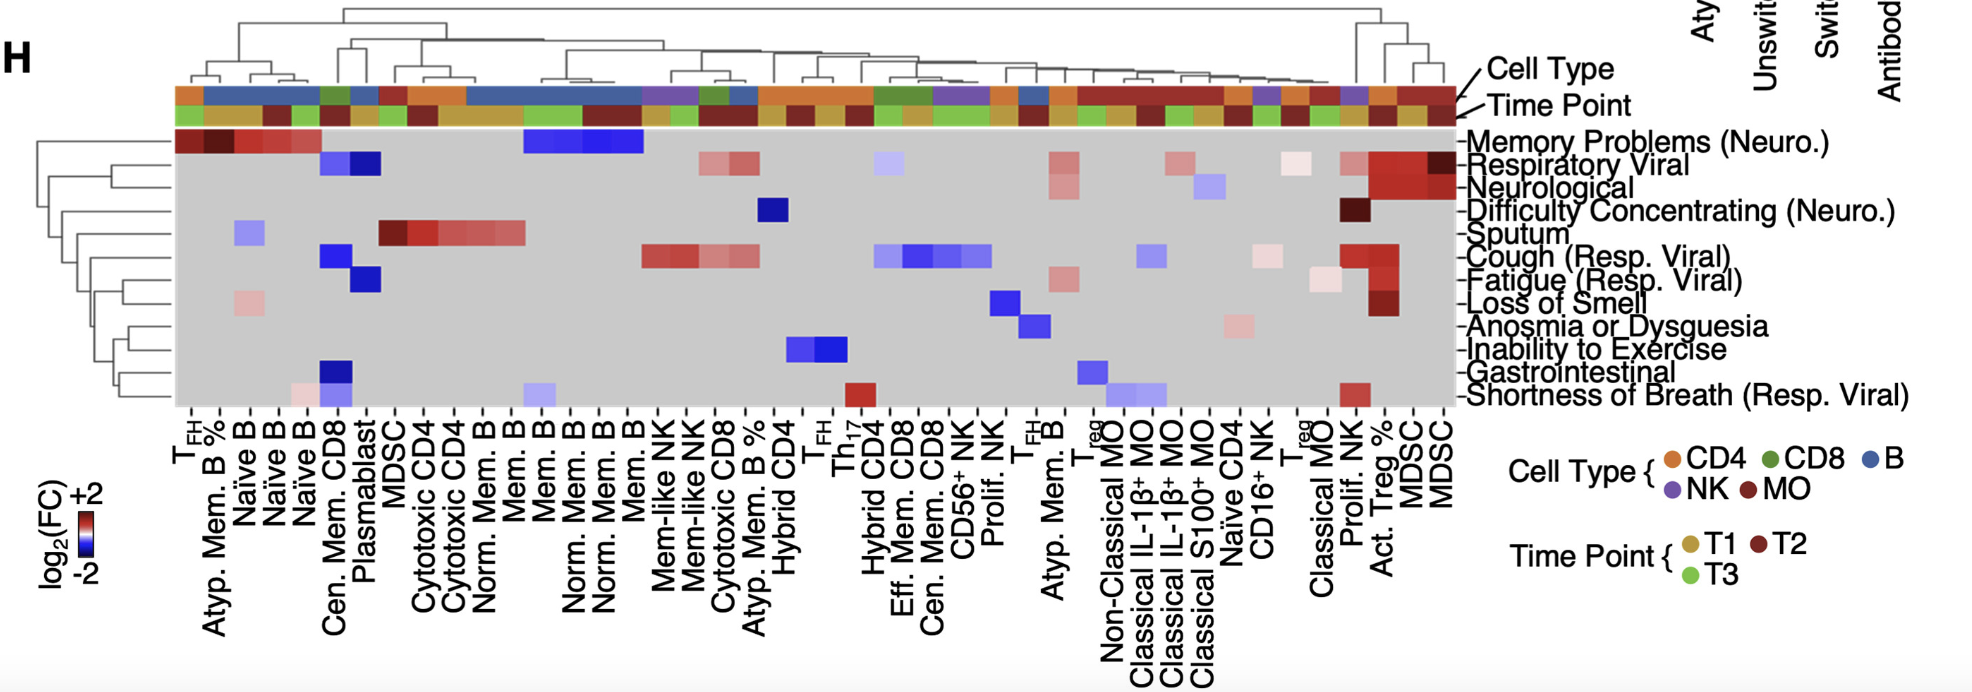 H
Aty
Unswit
Swit
Antibod
Cell Type
Time Point
Memory Problems (Neuro.)
Respiratory Viral
Neurological
Difficulty Concentrating (Neuro.)
Sputum
Cough (Resp. Viral)
Fatigue (Resp. Viral)
Loss of Smell
Anosmia or Dysguesia
Inability to Exercise
Gastrointestinal
Shortness of Breath (Resp. Viral)
TFH
Atyp. Mem. B %
Naïve B
Naïve B
Naïve B
Cen. Mem. CD8
Plasmablast
MDSC
Cytotoxic CD4
Cytotoxic CD4
Norm. Mem. B
Mem. B
Mem. B
Norm. Mem. B
Norm. Mem. B
Mem. B
Mem-like NK
Mem-like NK
Cytotoxic CD8
Atyp. Mem. B %
Hybrid CD4
TFH
Th17
Hybrid CD4
Eff. Mem. CD8
Cen. Mem. CD8
CD56+ NK
Prolif. NK
TFH
Atyp. Mem. B
Treg
Non-Classical MO
Classical IL-1β+ MO
Classical IL-1β+ MO
Classical S100+ MO
Naïve CD4
CD16+ NK
Treg
Classical MO
Prolif. NK
Act. Treg %
MDSC
MDSC
log2(FC)
+2
-2
Cell Type { CD4 CD8 B
NK MO
Time Point { T1 T2
T3